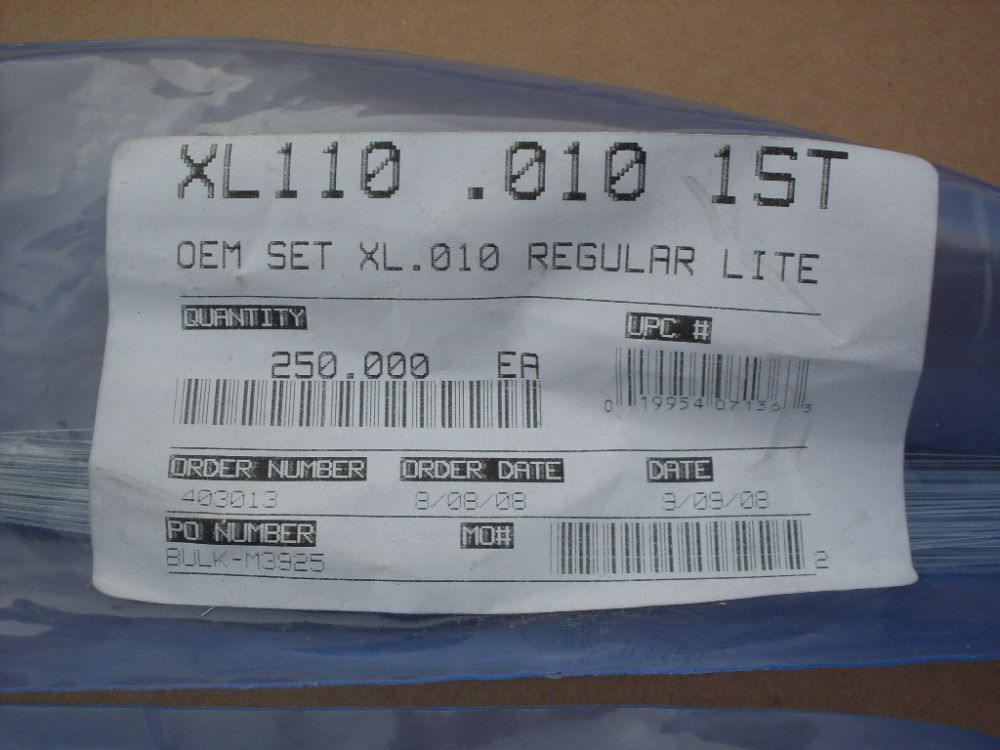 XL110 .010 1ST
OEM SET XL.010 REGULAR LITE
QUANTITY UPC #
250.000 EA
0 19954 07136 3
ORDER NUMBER ORDER DATE DATE
403013 8/08/08 9/09/08
PO NUMBER MO#
BULK-M3925 2